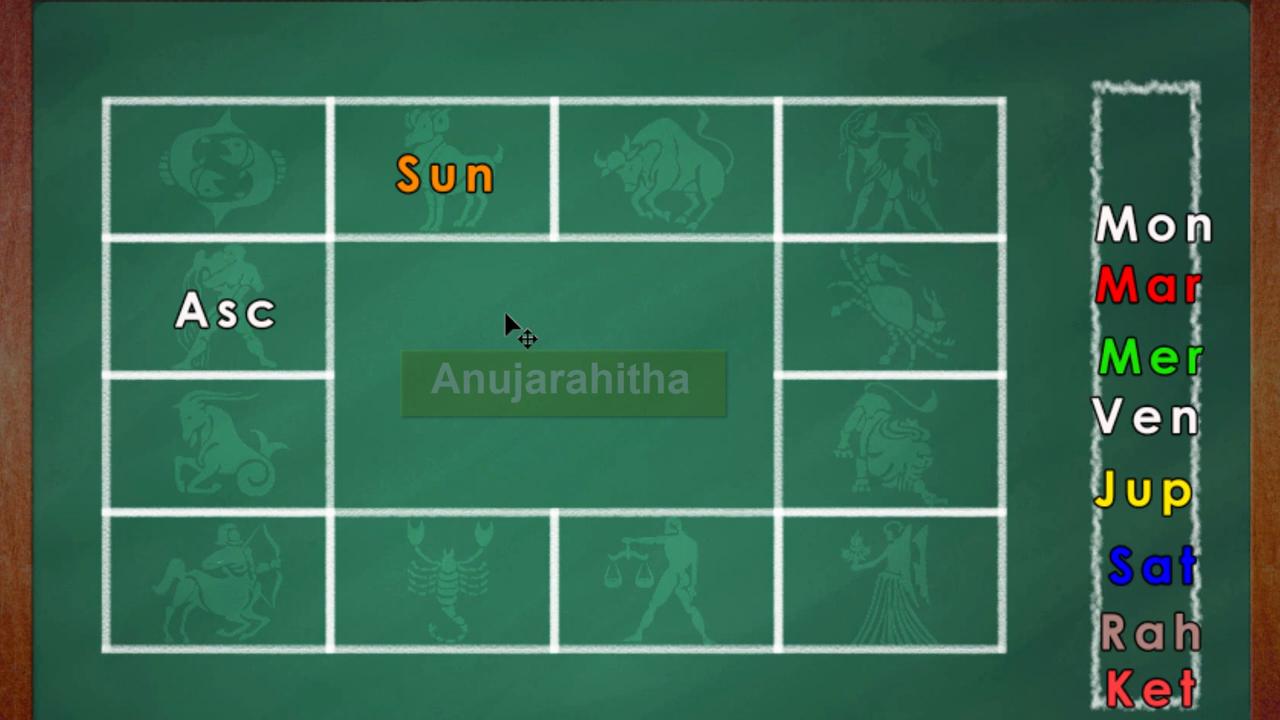 Sun
Asc
Anujarahitha
Mon
Mar
Mer
Ven
Jup
Sat
Rah
Ket